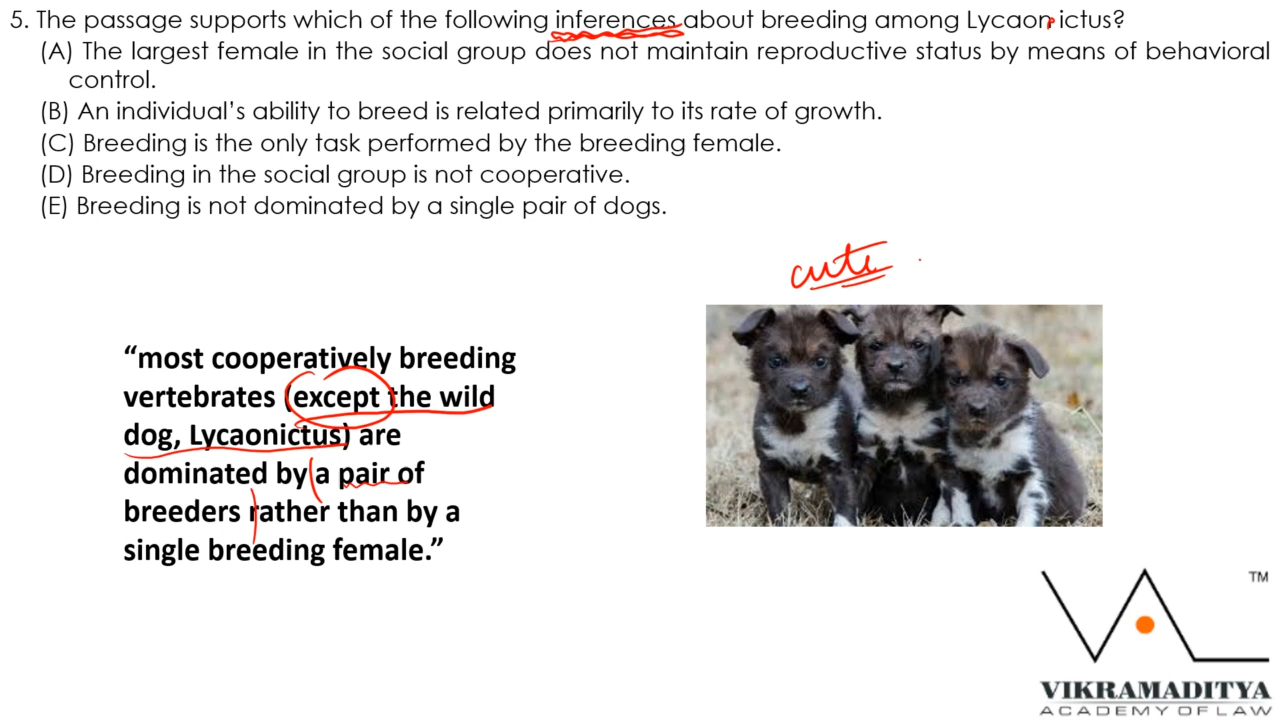 5. The passage supports which of the following inferences about breeding among Lycaon ictus?
(A) The largest female in the social group does not maintain reproductive status by means of behavioral
control.
(B) An individual’s ability to breed is related primarily to its rate of growth.
(C) Breeding is the only task performed by the breeding female.
(D) Breeding in the social group is not cooperative.
(E) Breeding is not dominated by a single pair of dogs.
cute
“most cooperatively breeding
vertebrates (except the wild
dog, Lycaonictus) are
dominated by a pair of
breeders rather than by a
single breeding female.”
TM
VIKRAMADITYA
ACADEMY OF LAW